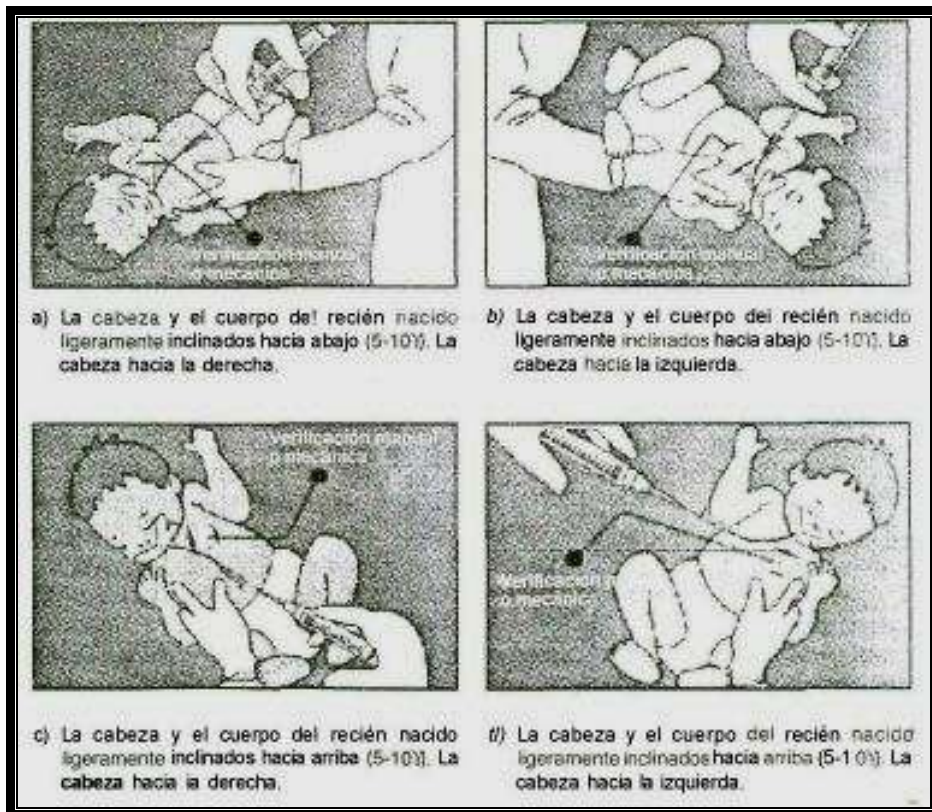 Verificación manual
o mecánica
Verificación manual
o mecánica
a) La cabeza y el cuerpo del recién nacido
ligeramente inclinados hacia abajo (5-10°). La
cabeza hacia la derecha.
b) La cabeza y el cuerpo del recién nacido
ligeramente inclinados hacia abajo (5-10°). La
cabeza hacia la izquierda.
Verificación manual
o mecánica
Verificación
o mecánic
c) La cabeza y el cuerpo del recién nacido
ligeramente inclinados hacia arriba (5-10°). La
cabeza hacia la derecha.
d) La cabeza y el cuerpo del recién nacido
ligeramente inclinados hacia arriba (5-10°). La
cabeza hacia la izquierda.